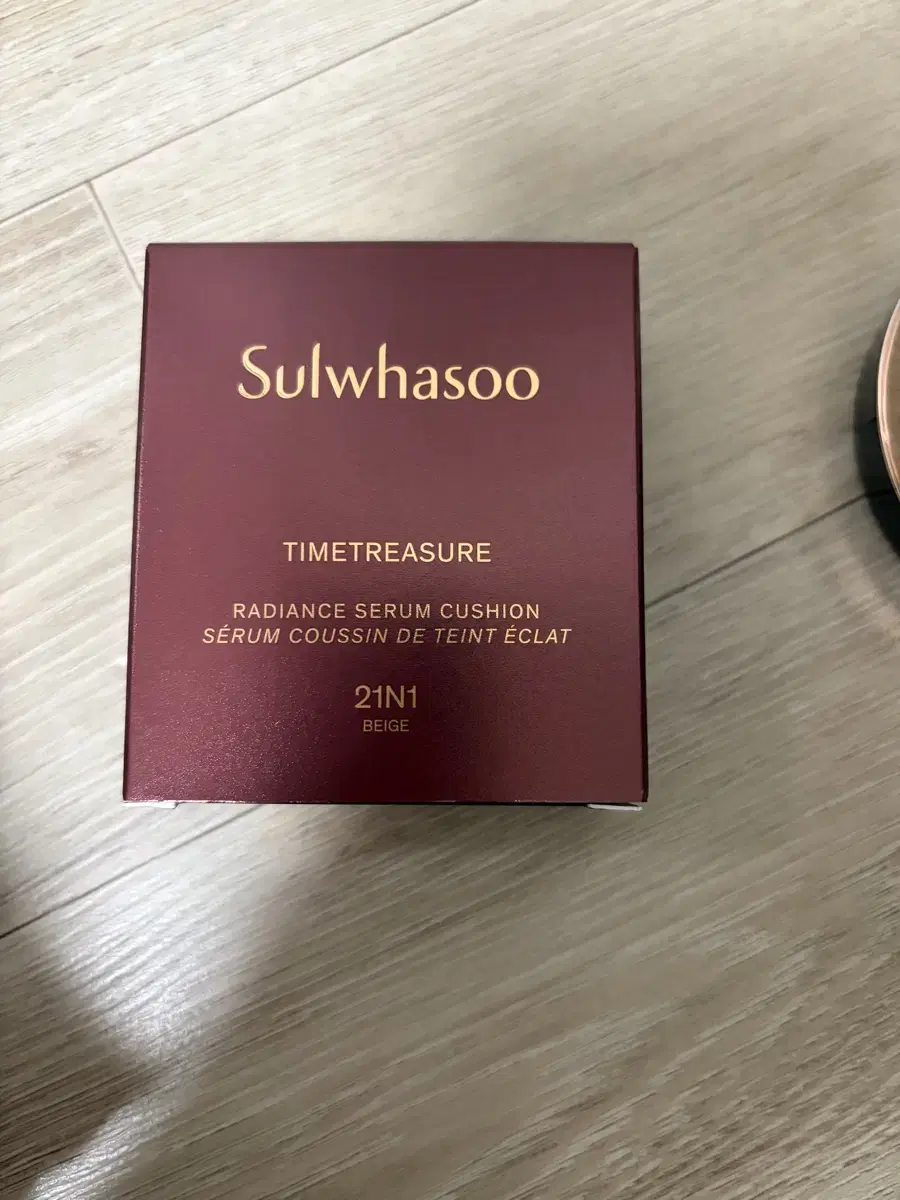 Sulwhasoo
TIMETREASURE
RADIANCE SERUM CUSHION
SÉRUM COUSSIN DE TEINT ÉCLAT
21N1
BEIGE